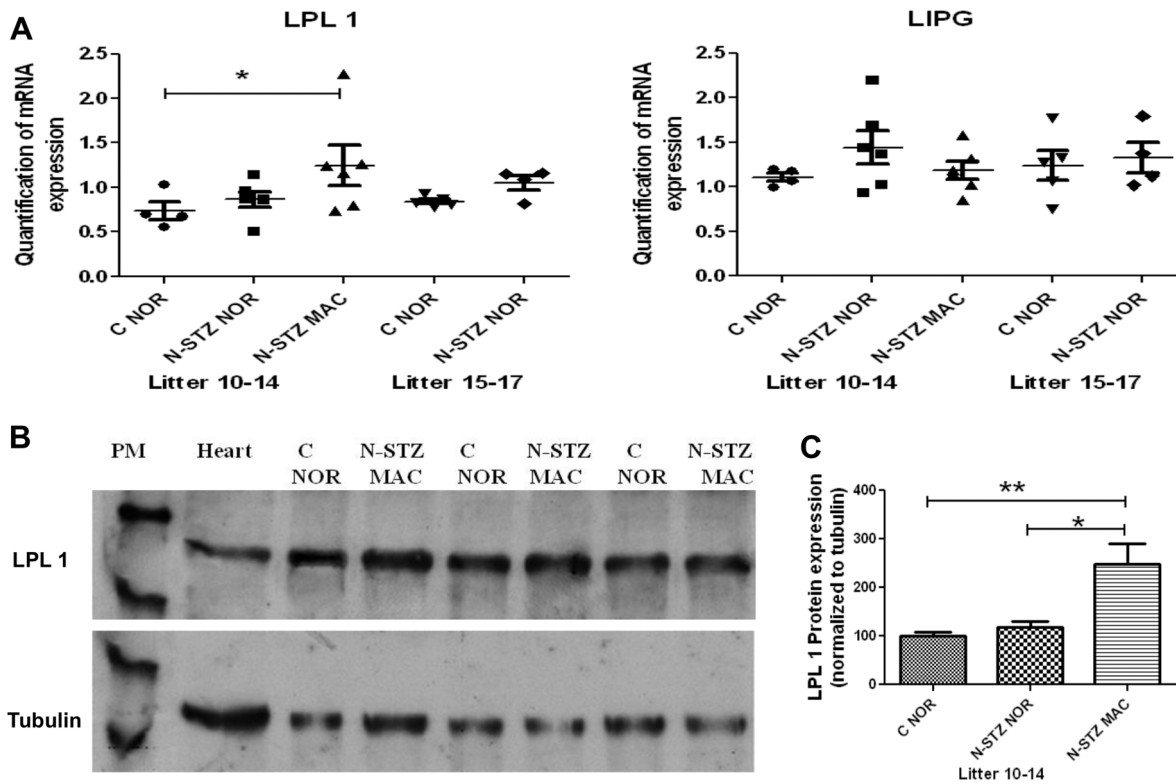 A
LPL 1
Quantification of mRNA
expression
2.5
2.0
1.5
1.0
0.5
0.0
*
C NOR
N-STZ NOR
N-STZ MAC
C NOR
N-STZ NOR
Litter 10-14
Litter 15-17
LIPG
Quantification of mRNA
expression
2.5
2.0
1.5
1.0
0.5
0.0
C NOR
N-STZ NOR
N-STZ MAC
C NOR
N-STZ NOR
Litter 10-14
Litter 15-17
B
PM Heart C N-STZ C N-STZ C N-STZ
NOR MAC NOR MAC NOR MAC
LPL 1
Tubulin
C
LPL 1 Protein expression
(normalized to tubulin)
400
300
200
100
0
**
*
C NOR
N-STZ NOR
N-STZ MAC
Litter 10-14